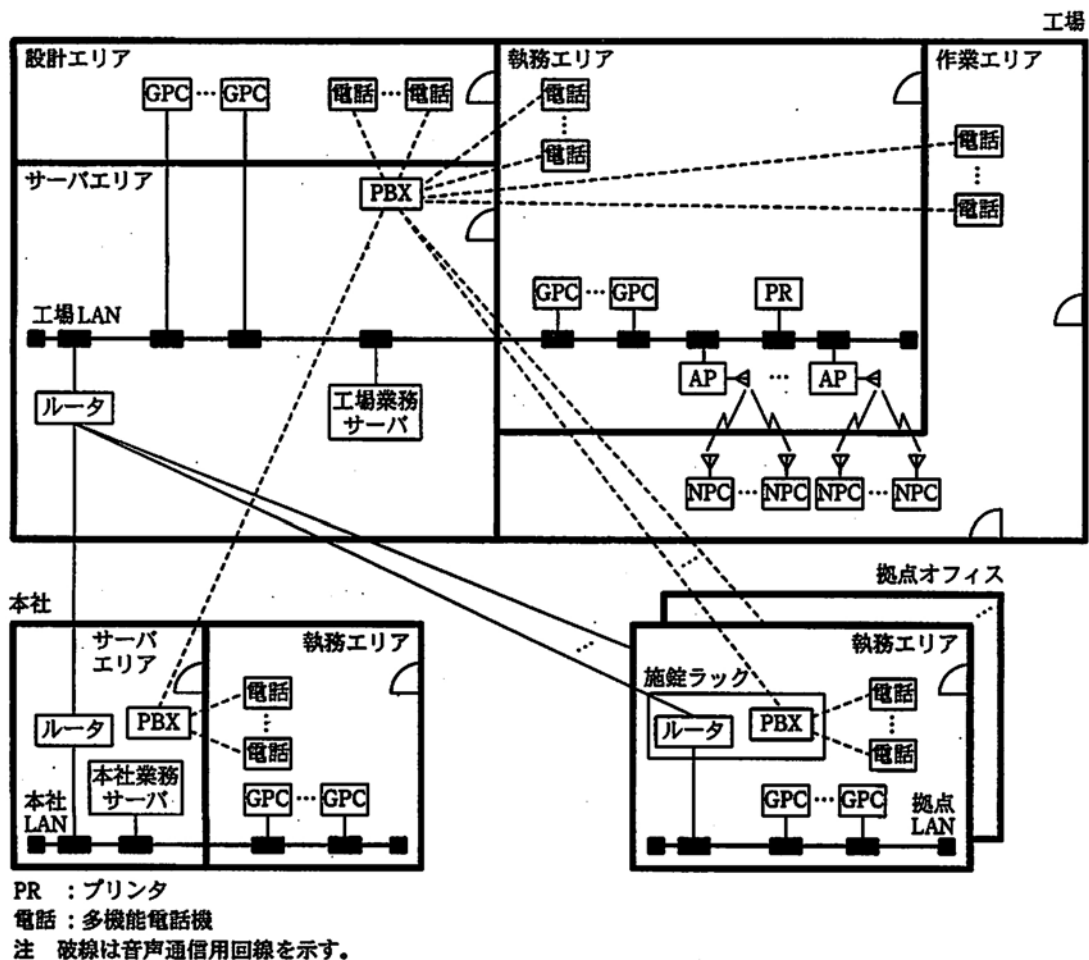 工場
設計エリア
GPC … GPC
電話 … 電話
執務エリア
電話
電話
作業エリア
電話
電話
サーバエリア
PBX
工場LAN
GPC … GPC
PR
AP … AP
ルータ
工場業務
サーバ
NPC … NPC NPC … NPC
本社
サーバ
エリア
執務エリア
電話
電話
PBX
ルータ
本社業務
サーバ
本社
LAN
GPC … GPC
拠点オフィス
執務エリア
施錠ラック
ルータ
PBX
電話
電話
GPC … GPC
拠点
LAN
PR :プリンタ
電話:多機能電話機
注 破線は音声通信用回線を示す。